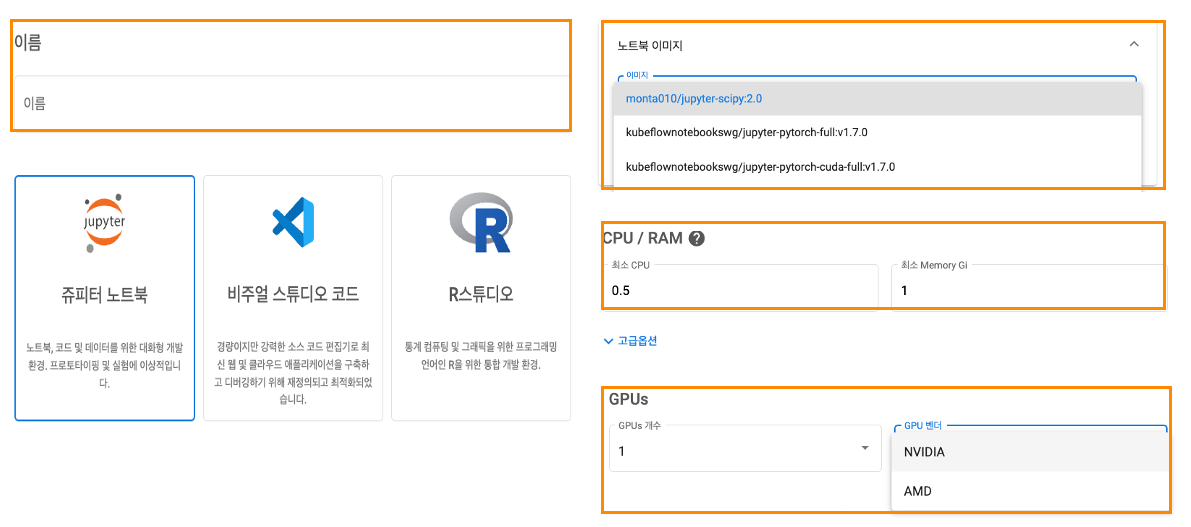 이름
이름
jupyter
쥬피터 노트북
노트북, 코드 및 데이터를 위한 대화형 개발
환경. 프로토타이핑 및 실험에 이상적입니
다.
비주얼 스튜디오 코드
경량이지만 강력한 소스 코드 편집기로 최
신 웹 및 클라우드 애플리케이션을 구축하
고 디버깅하기 위해 재정의되고 최적화되었
습니다.
R
R스튜디오
통계 컴퓨팅 및 그래픽을 위한 프로그래밍
언어인 R을 위한 통합 개발 환경.
노트북 이미지
이미지
monta010/jupyter-scipy:2.0
kubeflownotebookswg/jupyter-pytorch-full:v1.7.0
kubeflownotebookswg/jupyter-pytorch-cuda-full:v1.7.0
CPU / RAM ?
최소 CPU
0.5
최소 Memory Gi
1
고급옵션
GPUs
GPUs 개수
1
GPU 벤더
NVIDIA
AMD